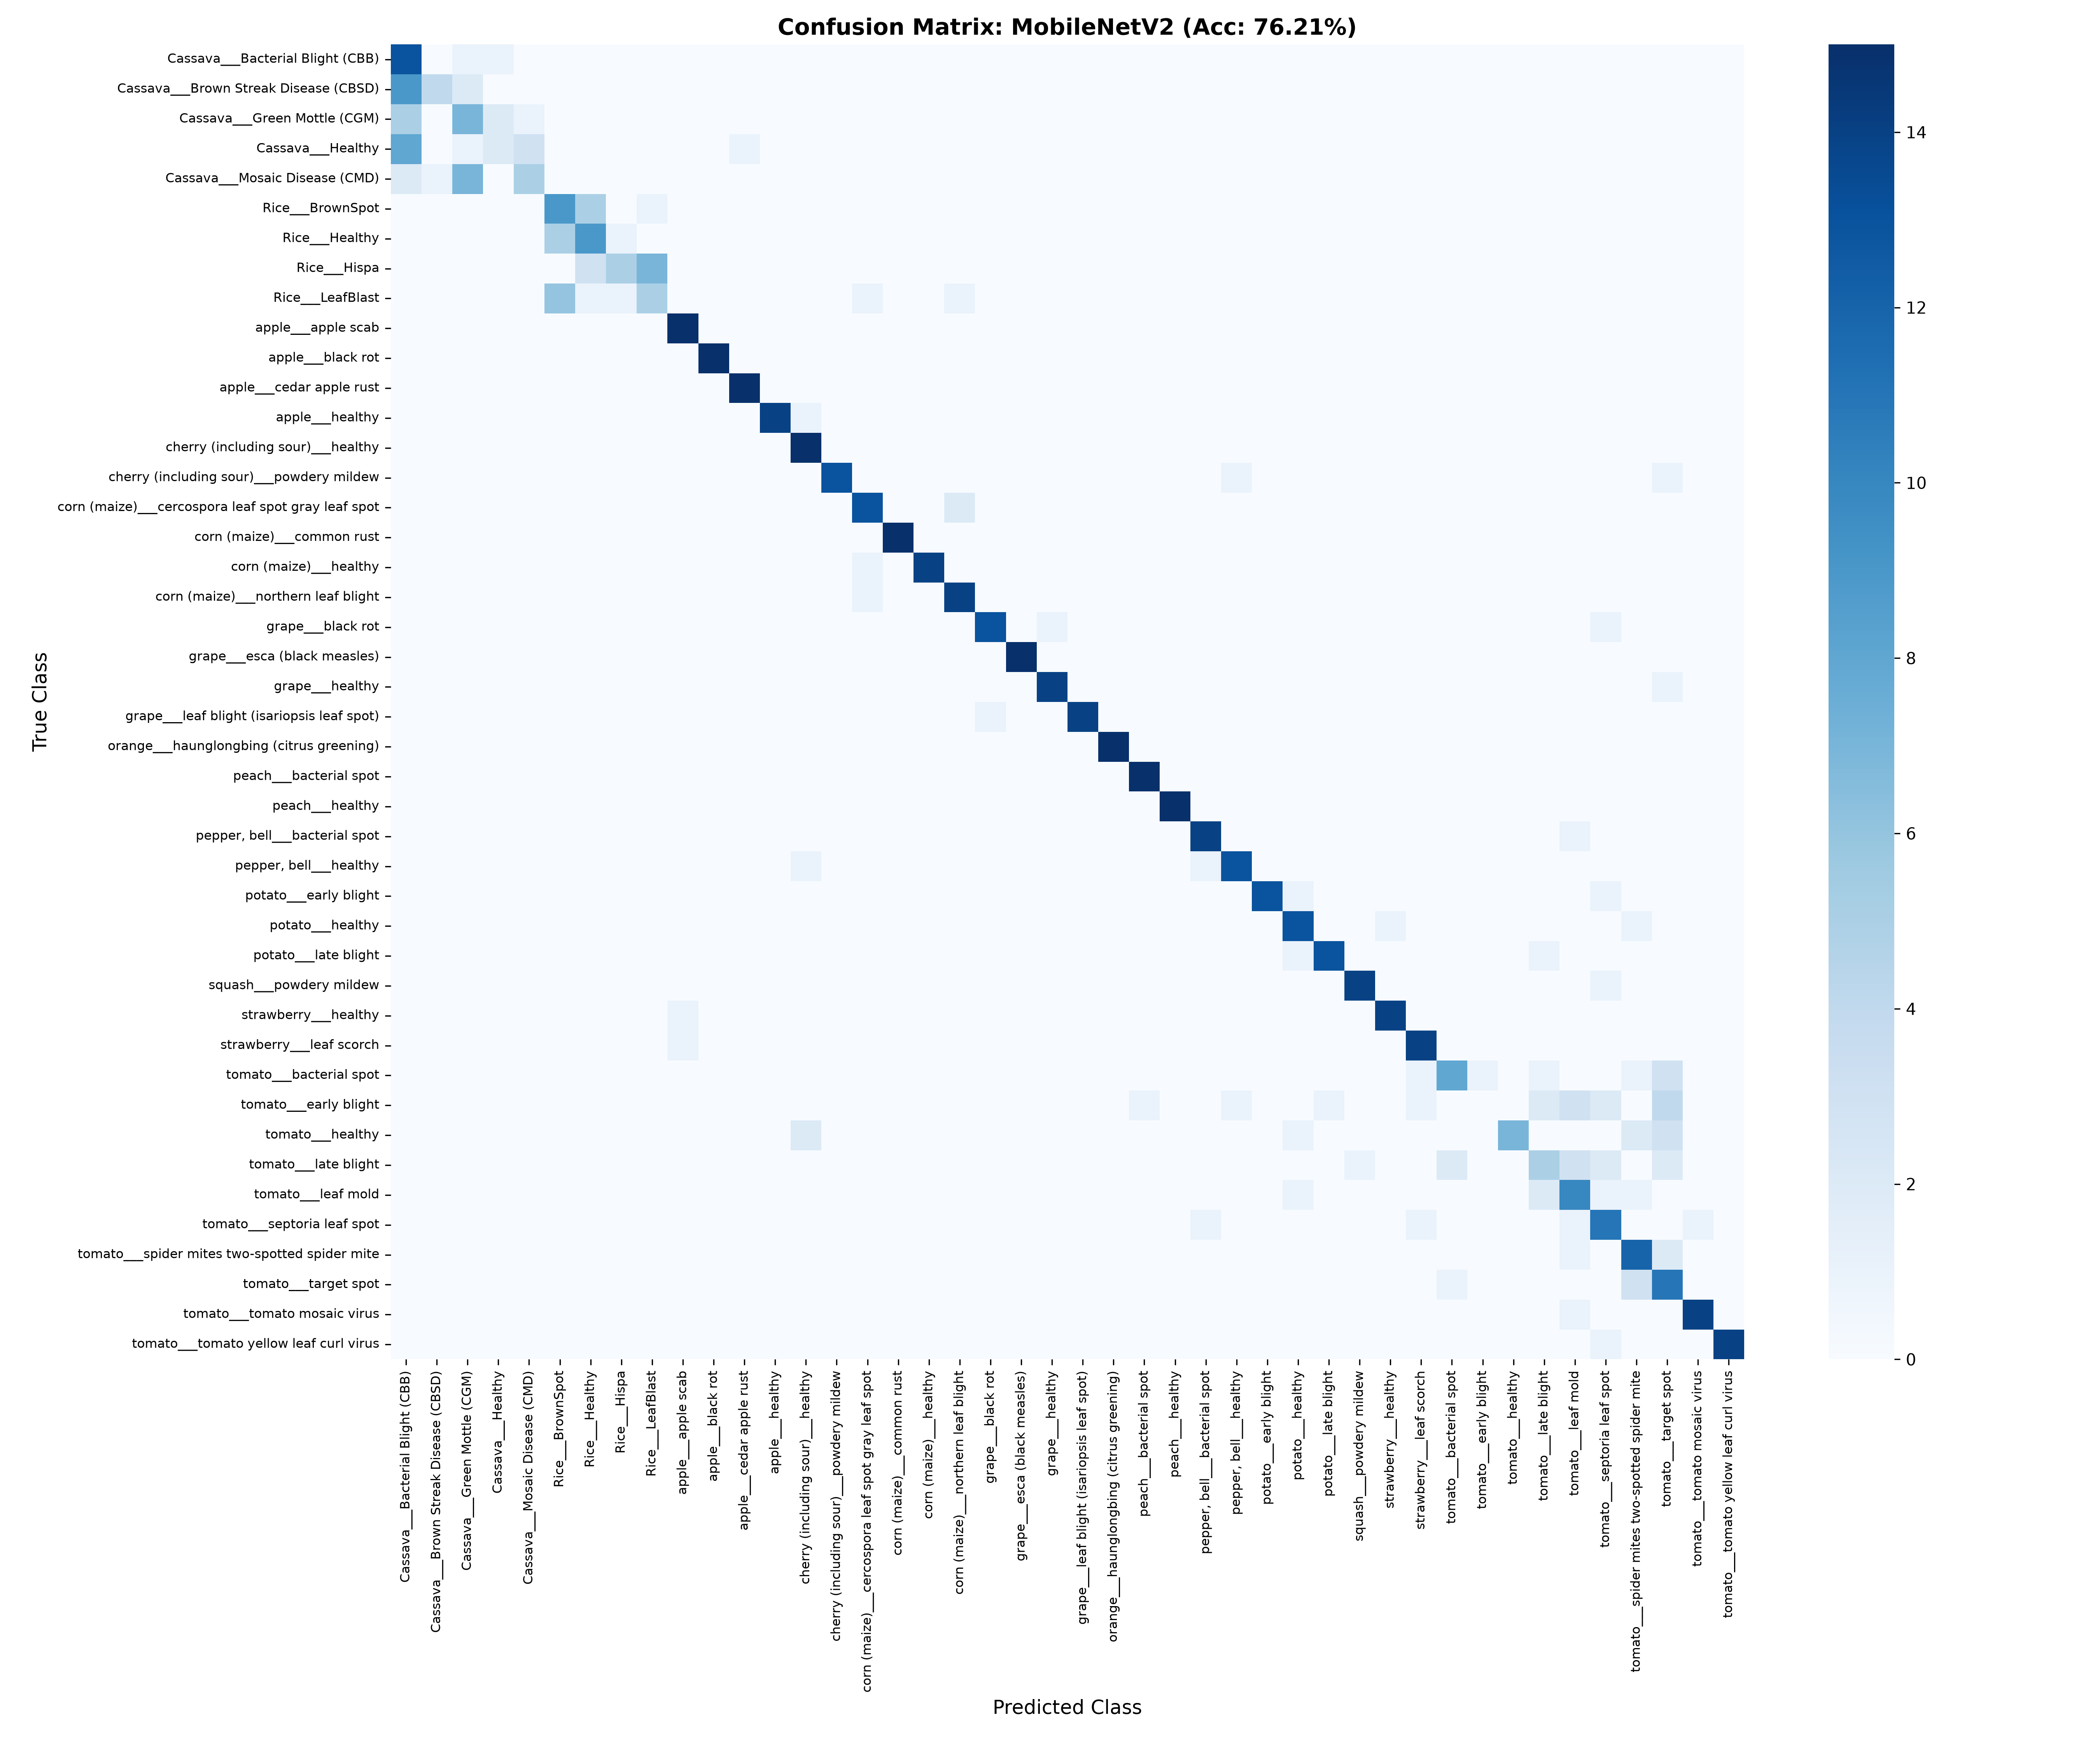 Confusion Matrix: MobileNetV2 (Acc: 76.21%)
True Class
Cassava___Bacterial Blight (CBB)
Cassava___Brown Streak Disease (CBSD)
Cassava___Green Mottle (CGM)
Cassava___Healthy
Cassava___Mosaic Disease (CMD)
Rice___BrownSpot
Rice___Healthy
Rice___Hispa
Rice___LeafBlast
apple___apple scab
apple___black rot
apple___cedar apple rust
apple___healthy
cherry (including sour)___healthy
cherry (including sour)___powdery mildew
corn (maize)___cercospora leaf spot gray leaf spot
corn (maize)___common rust
corn (maize)___healthy
corn (maize)___northern leaf blight
grape___black rot
grape___esca (black measles)
grape___healthy
grape___leaf blight (isariopsis leaf spot)
orange___haunglongbing (citrus greening)
peach___bacterial spot
peach___healthy
pepper, bell___bacterial spot
pepper, bell___healthy
potato___early blight
potato___healthy
potato___late blight
squash___powdery mildew
strawberry___healthy
strawberry___leaf scorch
tomato___bacterial spot
tomato___early blight
tomato___healthy
tomato___late blight
tomato___leaf mold
tomato___septoria leaf spot
tomato___spider mites two-spotted spider mite
tomato___target spot
tomato___tomato mosaic virus
tomato___tomato yellow leaf curl virus
14
12
10
8
6
4
2
0
Cassava___Bacterial Blight (CBB)
Cassava___Brown Streak Disease (CBSD)
Cassava___Green Mottle (CGM)
Cassava___Healthy
Cassava___Mosaic Disease (CMD)
Rice___BrownSpot
Rice___Healthy
Rice___Hispa
Rice___LeafBlast
apple___apple scab
apple___black rot
apple___cedar apple rust
apple___healthy
cherry (including sour)___healthy
cherry (including sour)___powdery mildew
corn (maize)___cercospora leaf spot gray leaf spot
corn (maize)___common rust
corn (maize)___healthy
corn (maize)___northern leaf blight
grape___black rot
grape___esca (black measles)
grape___healthy
grape___leaf blight (isariopsis leaf spot)
orange___haunglongbing (citrus greening)
peach___bacterial spot
peach___healthy
pepper, bell___bacterial spot
pepper, bell___healthy
potato___early blight
potato___healthy
potato___late blight
squash___powdery mildew
strawberry___healthy
strawberry___leaf scorch
tomato___bacterial spot
tomato___early blight
tomato___healthy
tomato___late blight
tomato___leaf mold
tomato___septoria leaf spot
tomato___spider mites two-spotted spider mite
tomato___target spot
tomato___tomato mosaic virus
tomato___tomato yellow leaf curl virus
Predicted Class